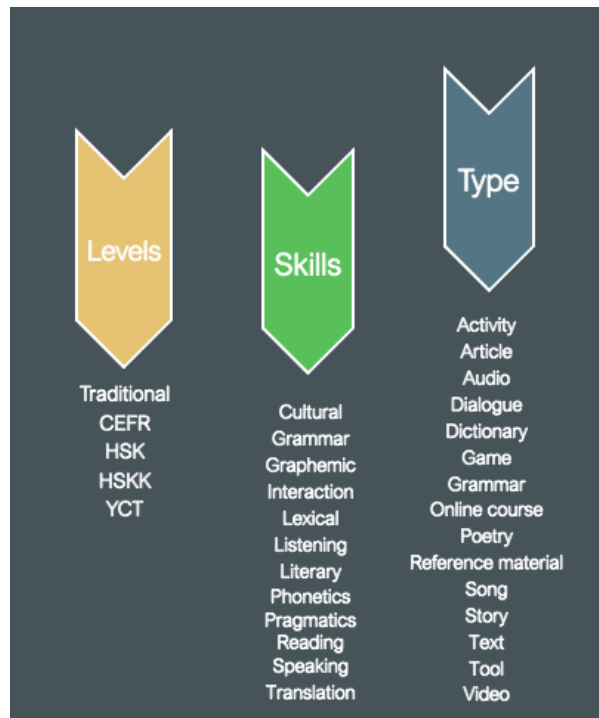 Levels
Traditional
CEFR
HSK
HSKK
YCT
Skills
Cultural
Grammar
Graphemic
Interaction
Lexical
Listening
Literary
Phonetics
Pragmatics
Reading
Speaking
Translation
Type
Activity
Article
Audio
Dialogue
Dictionary
Game
Grammar
Online course
Poetry
Reference material
Song
Story
Text
Tool
Video